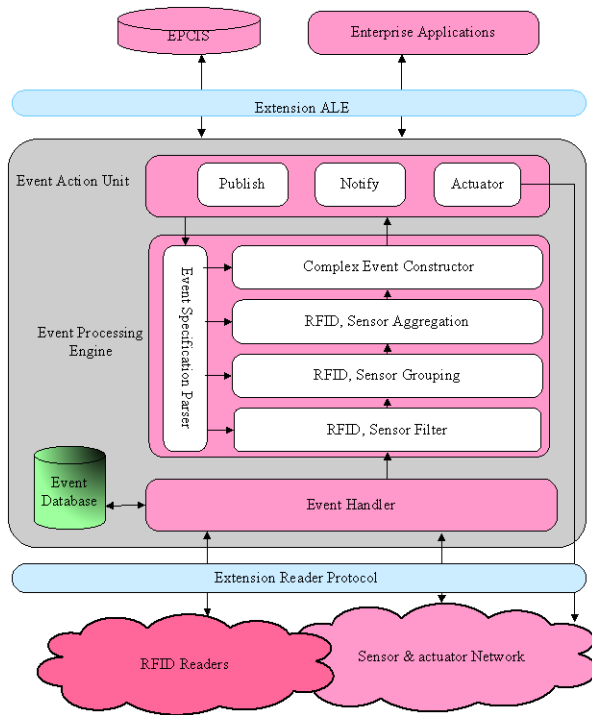 EPCIS
Enterprise Applications
Extension ALE
Event Action Unit
Publish
Notify
Actuator
Event Specification Parser
Complex Event Constructor
RFID, Sensor Aggregation
Event Processing
Engine
RFID, Sensor Grouping
RFID, Sensor Filter
Event
Database
Event Handler
Extension Reader Protocol
RFID Readers
Sensor & actuator Network